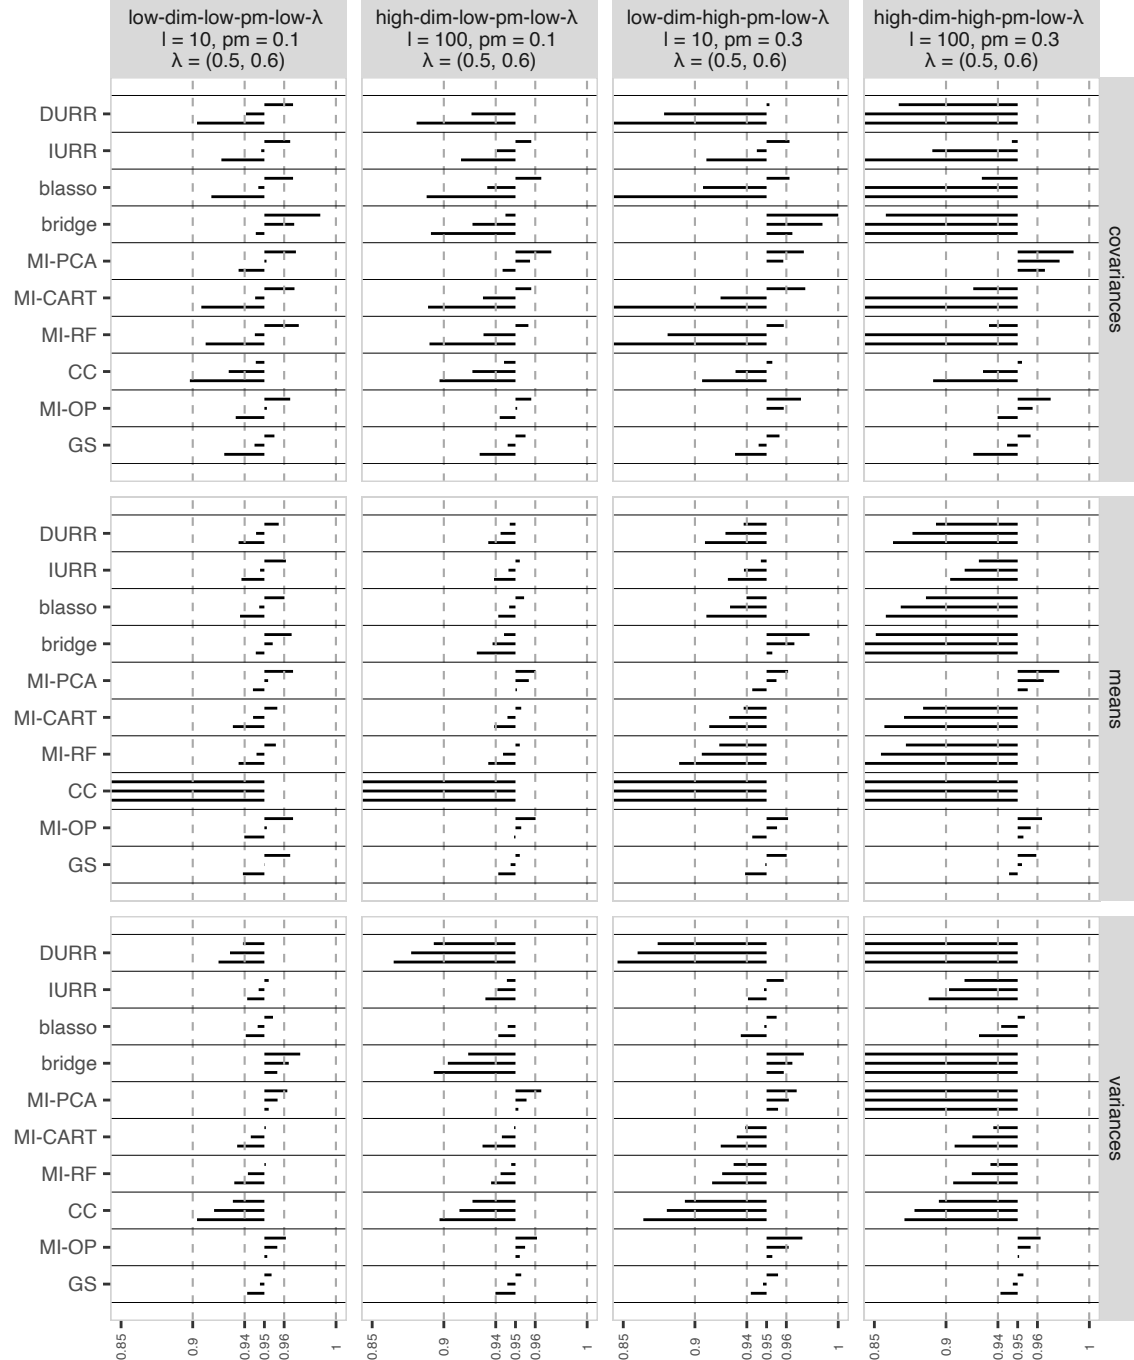 low-dim-low-pm-low-λ
l = 10, pm = 0.1
λ = (0.5, 0.6)
high-dim-low-pm-low-λ
l = 100, pm = 0.1
λ = (0.5, 0.6)
low-dim-high-pm-low-λ
l = 10, pm = 0.3
λ = (0.5, 0.6)
high-dim-high-pm-low-λ
l = 100, pm = 0.3
λ = (0.5, 0.6)
DURR
IURR
blasso
bridge
MI-PCA
MI-CART
MI-RF
CC
MI-OP
GS
covariances
DURR
IURR
blasso
bridge
MI-PCA
MI-CART
MI-RF
CC
MI-OP
GS
means
DURR
IURR
blasso
bridge
MI-PCA
MI-CART
MI-RF
CC
MI-OP
GS
variances
0.85 0.9 0.94 0.95 0.96 1
0.85 0.9 0.94 0.95 0.96 1
0.85 0.9 0.94 0.95 0.96 1
0.85 0.9 0.94 0.95 0.96 1